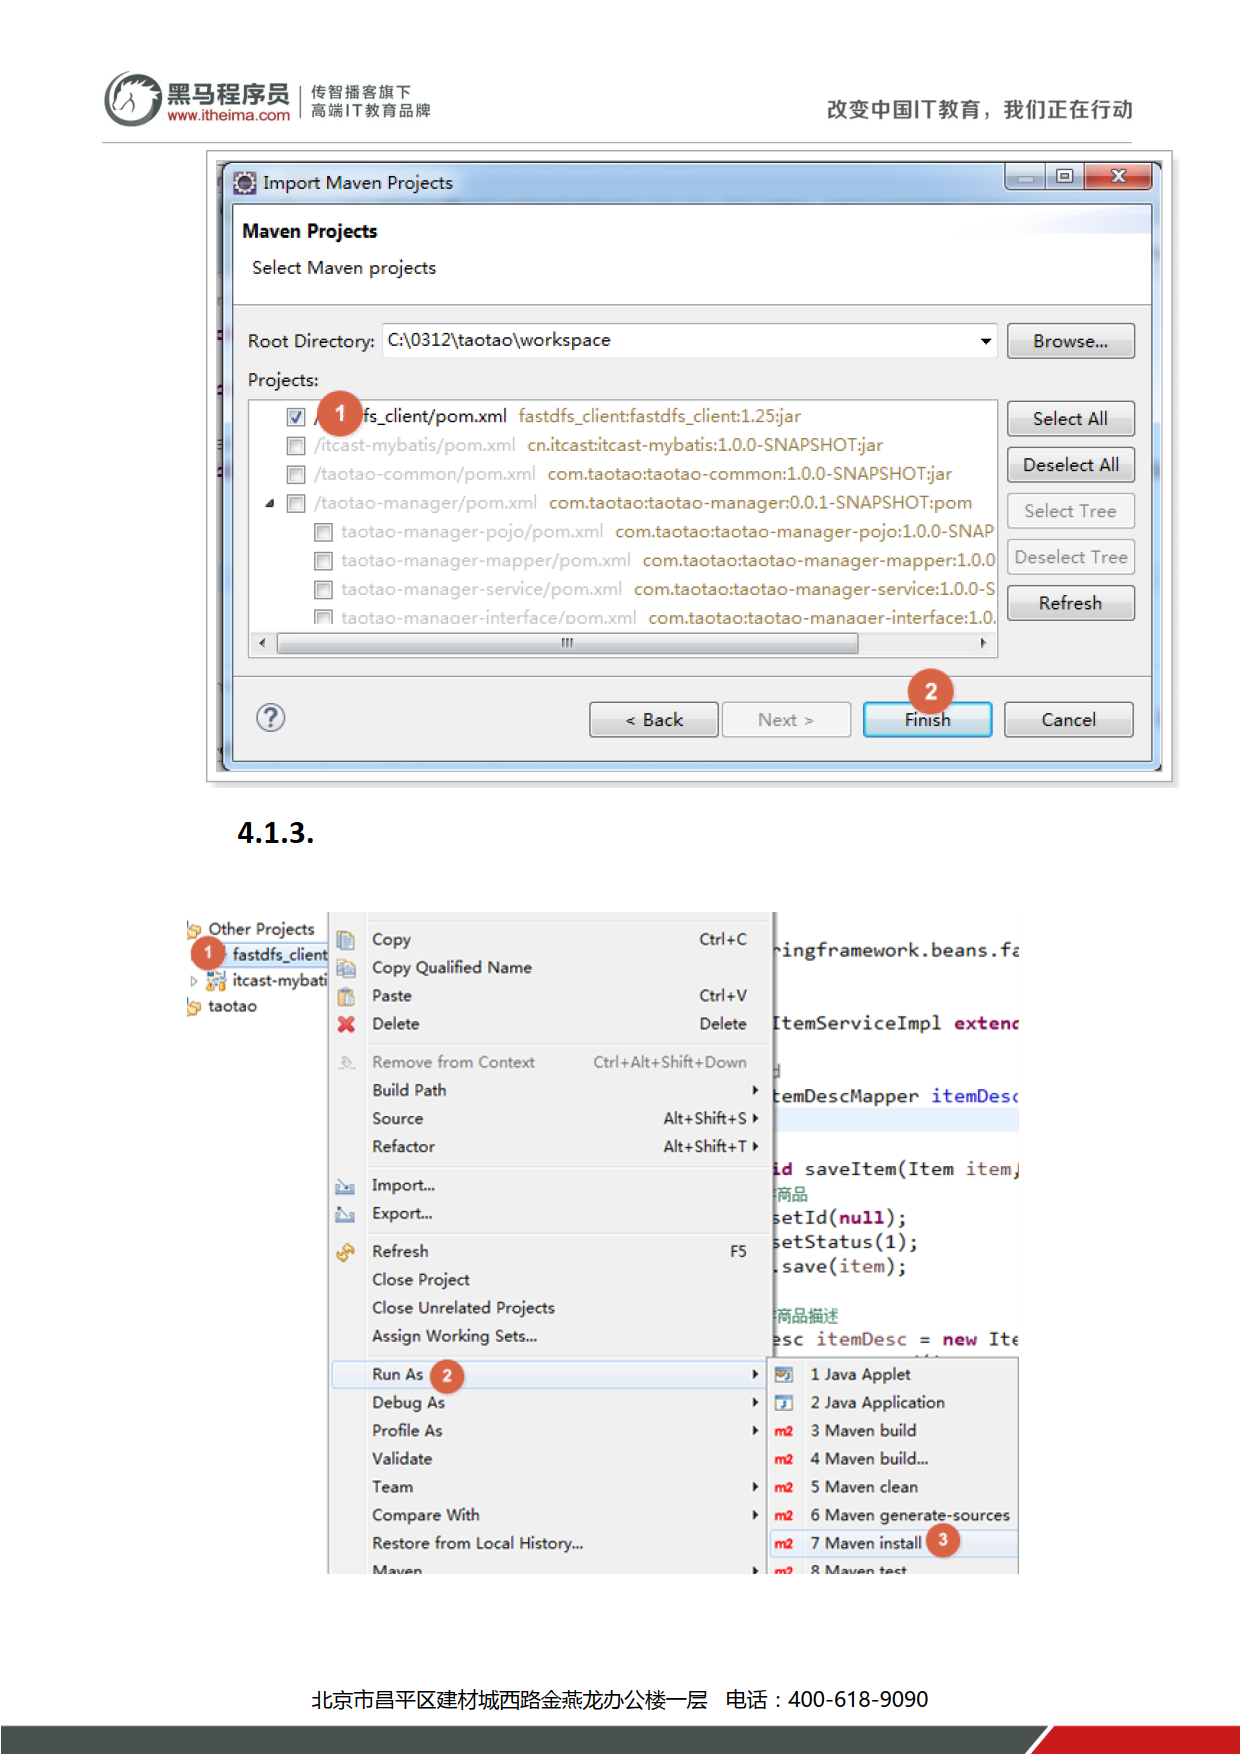 黑马程序员
www.itheima.com
传智播客旗下
高端IT教育品牌
改变中国IT教育，我们正在行动
Import Maven Projects
Maven Projects
Select Maven projects
Root Directory: C:\0312\taotao\workspace
Browse...
Projects:
1
/ fs_client/pom.xml fastdfs_client:fastdfs_client:1.25:jar
/itcast-mybatis/pom.xml cn.itcast:itcast-mybatis:1.0.0-SNAPSHOT:jar
/taotao-common/pom.xml com.taotao:taotao-common:1.0.0-SNAPSHOT:jar
/taotao-manager/pom.xml com.taotao:taotao-manager:0.0.1-SNAPSHOT:pom
taotao-manager-pojo/pom.xml com.taotao:taotao-manager-pojo:1.0.0-SNAP
taotao-manager-mapper/pom.xml com.taotao:taotao-manager-mapper:1.0.0
taotao-manager-service/pom.xml com.taotao:taotao-manager-service:1.0.0-S
taotao-manager-interface/pom.xml com.taotao:taotao-manager-interface:1.0.
Select All
Deselect All
Select Tree
Deselect Tree
Refresh
2
< Back
Next >
Finish
Cancel
4.1.3.
Other Projects
1 fastdfs_client
itcast-mybati
taotao
Copy Ctrl+C
Copy Qualified Name
Paste Ctrl+V
Delete Delete
Remove from Context Ctrl+Alt+Shift+Down
Build Path
Source Alt+Shift+S
Refactor Alt+Shift+T
Import...
Export...
Refresh F5
Close Project
Close Unrelated Projects
Assign Working Sets...
Run As 2
Debug As
Profile As
Validate
Team
Compare With
Restore from Local History...
Maven
ringframework.beans.fa
ItemServiceImpl extend
d
temDescMapper itemDesc
id saveItem(Item item,
商品
setId(null);
setStatus(1);
.save(item);
商品描述
esc itemDesc = new Ite
1 Java Applet
2 Java Application
m2 3 Maven build
m2 4 Maven build...
m2 5 Maven clean
m2 6 Maven generate-sources
m2 7 Maven install 3
m2 8 Maven test
北京市昌平区建材城西路金燕龙办公楼一层 电话：400-618-9090